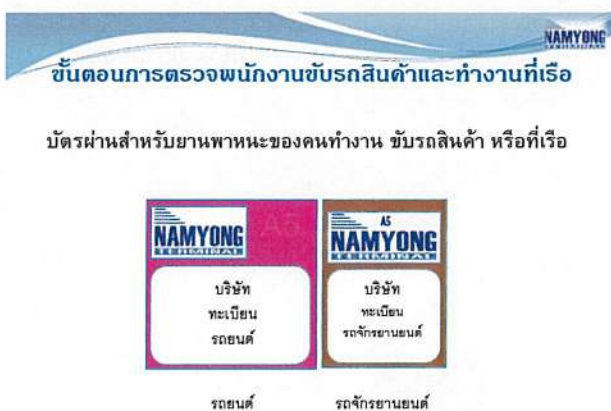 NAMYONG
TERMINAL
ขั้นตอนการตรวจพนักงานขับรถสินค้าและทำงานที่เรือ
บัตรผ่านสำหรับยานพาหนะของคนทำงาน ขับรถสินค้า หรือที่เรือ
A5
NAMYONG
TERMINAL
บริษัท
ทะเบียน
รถยนต์
A5
NAMYONG
TERMINAL
บริษัท
ทะเบียน
รถจักรยานยนต์
รถยนต์
รถจักรยานยนต์